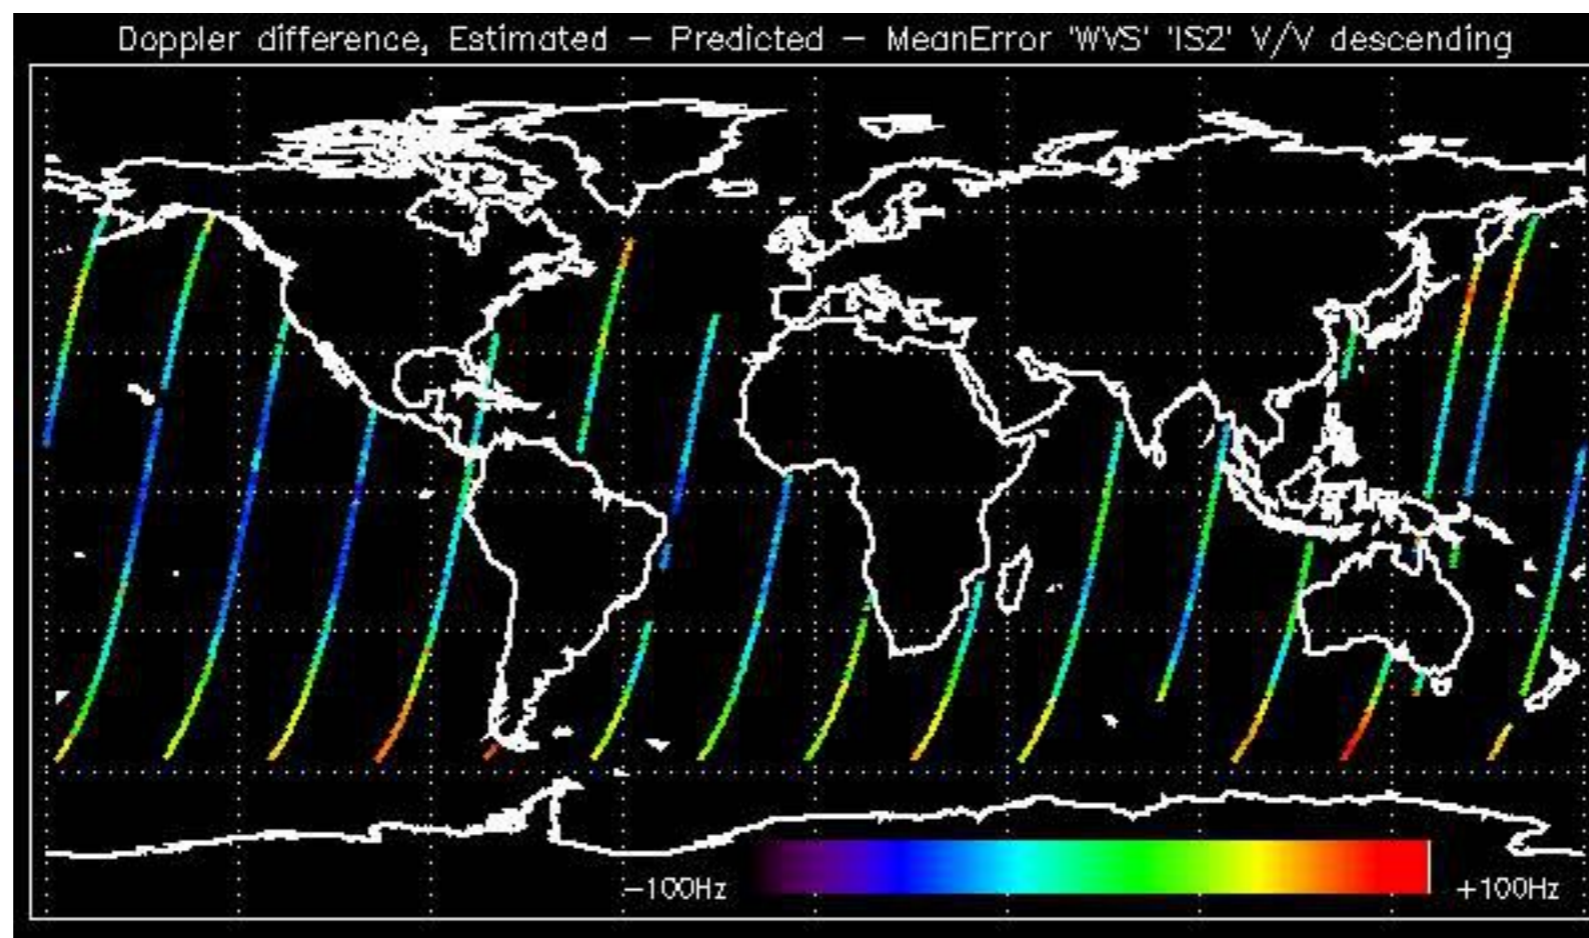 Doppler difference, Estimated – Predicted – MeanError 'WVS' 'IS2' V/V descending
-100Hz
+100Hz